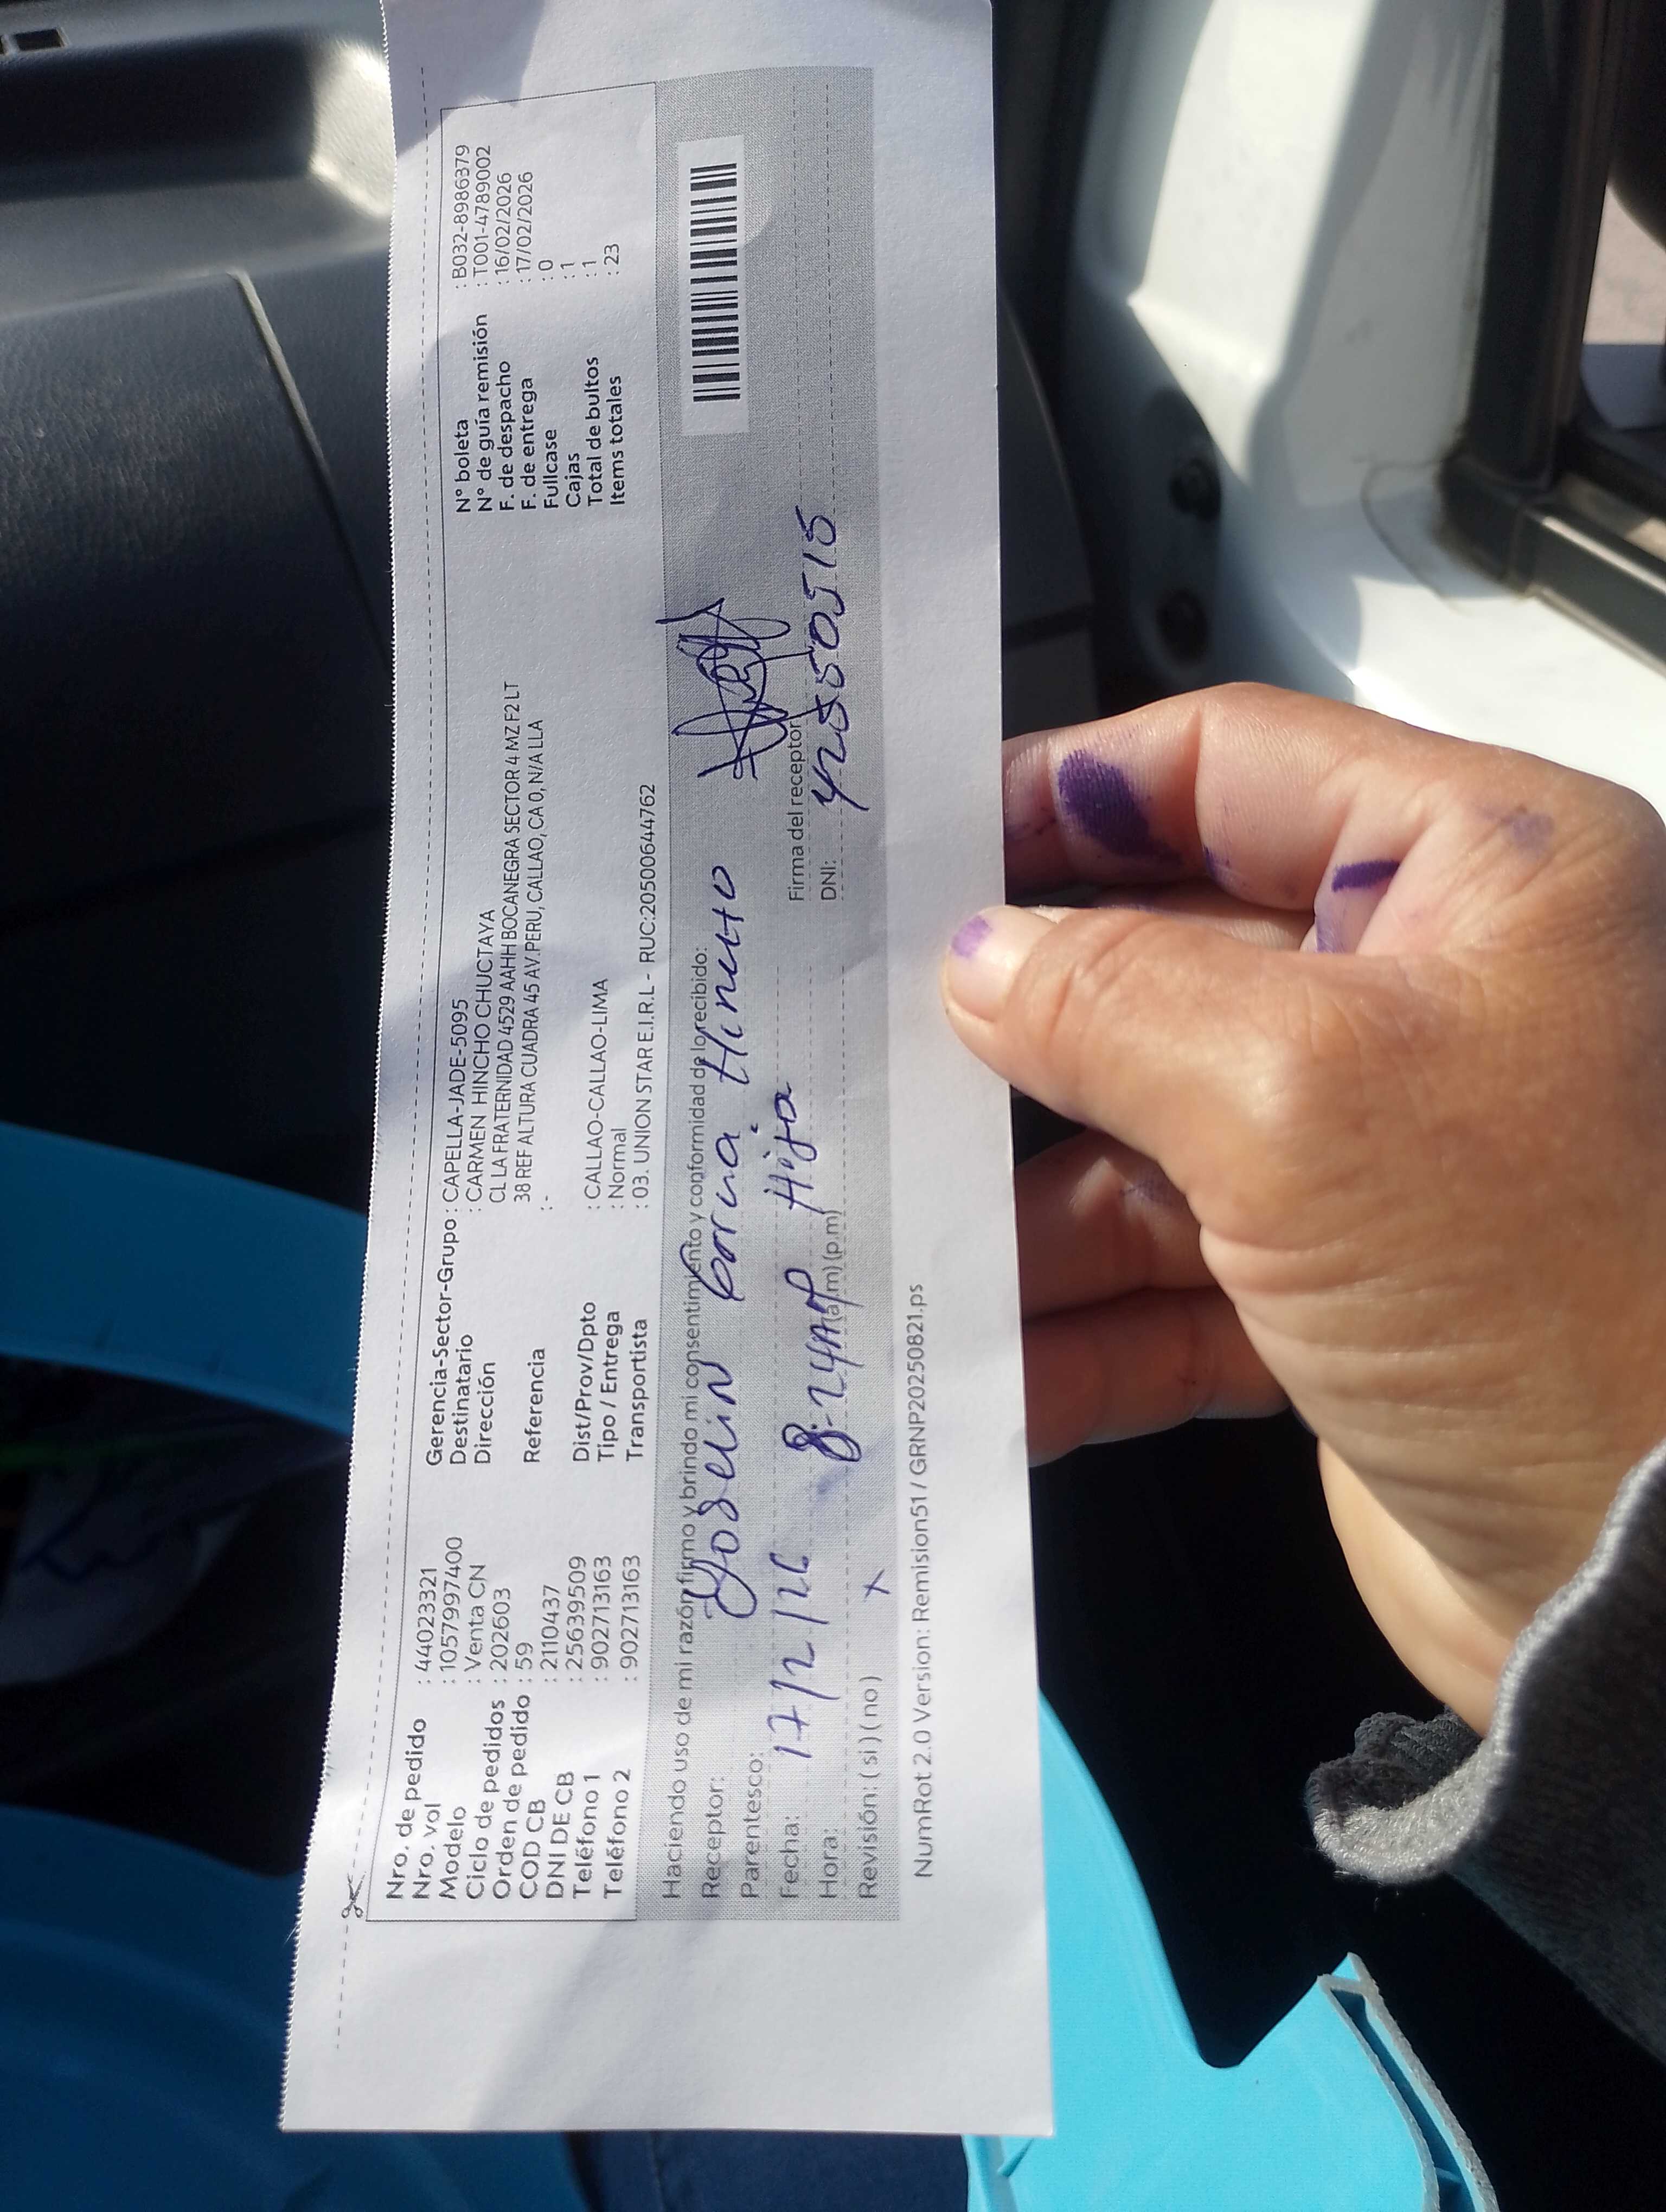 Nro. de pedido : 44023321
Nro. vol : 1057997400
Modelo : Venta CN
Ciclo de pedidos : 202603
Orden de pedido : 59
COD CB : 2110437
DNI DE CB : 25639509
Teléfono 1 : 902713163
Teléfono 2 : 902713163
Gerencia-Sector-Grupo : CAPELLA-JADE-5095
Destinatario : CARMEN HINCHO CHUCTAYA
Dirección CL LA FRATERNIDAD 4529 AAHH BOCANEGRA SECTOR 4 MZ F2 LT
38 REF ALTURA CUADRA 45 AV.PERU, CALLAO, CA 0, N/A LLA
Referencia : -
Dist/Prov/Dpto : CALLAO-CALLAO-LIMA
Tipo / Entrega : Normal
Transportista : 03. UNION STAR E.I.R.L - RUC:20500644762
N° boleta : B032-8986379
N° de guía remisión : T001-4789002
F. de despacho : 16/02/2026
F. de entrega : 17/02/2026
Fullcase : 0
Cajas : 1
Total de bultos : 1
Items totales : 23
Haciendo uso de mi razón firmo y brindo mi consentimiento y conformidad de lo recibido:
Receptor: Hincho
Parentesco: Hija
Fecha: 17/2/26
Hora: 8:24 (a.m) (p.m)
Revisión: ( si ) ( no ) X
Firma del receptor
DNI:
NumRot 2.0 Version: Remision51 / GRNP20250821.ps